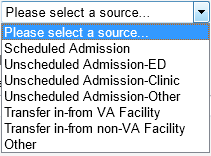 Please select a source...
Please select a source...
Scheduled Admission
Unscheduled Admission-ED
Unscheduled Admission-Clinic
Unscheduled Admission-Other
Transfer in-from VA Facility
Transfer in-from non-VA Facility
Other